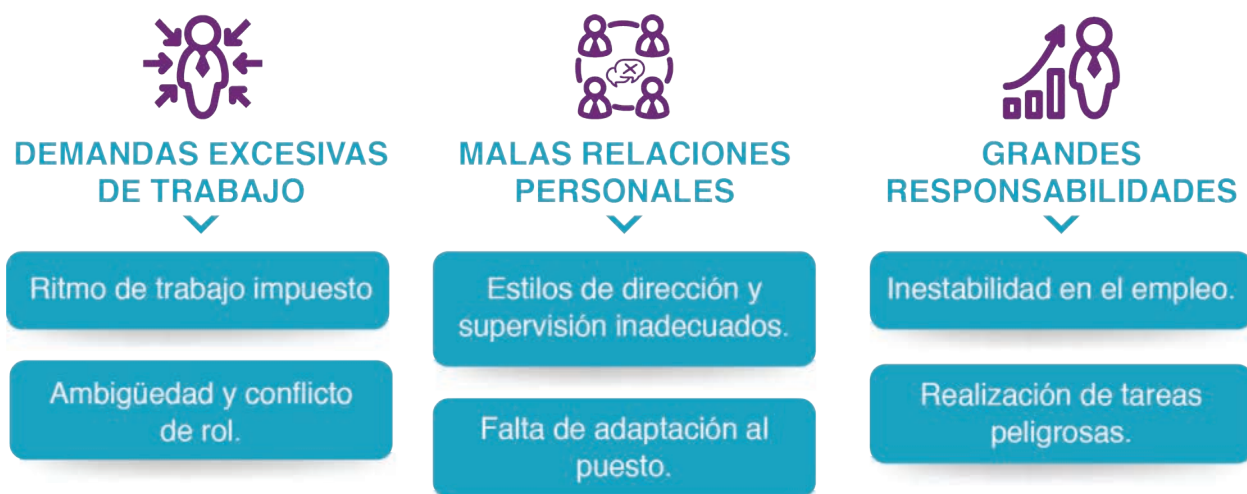 DEMANDAS EXCESIVAS
DE TRABAJO
Ritmo de trabajo impuesto
Ambigüedad y conflicto
de rol.
MALAS RELACIONES
PERSONALES
Estilos de dirección y
supervisión inadecuados.
Falta de adaptación al
puesto.
GRANDES
RESPONSABILIDADES
Inestabilidad en el empleo.
Realización de tareas
peligrosas.